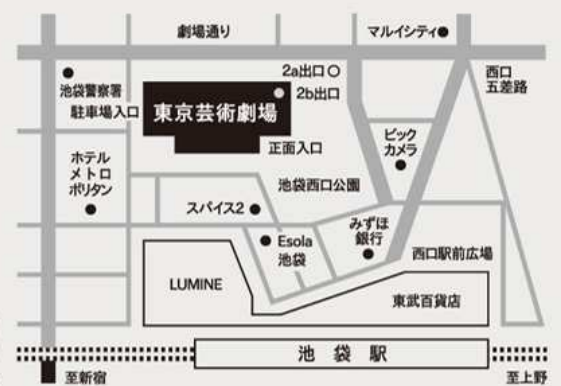 劇場通り
マルイシティ
2a出口
西口
五差路
池袋警察署
2b出口
駐車場入口
東京芸術劇場
正面入口
ビック
カメラ
ホテル
メトロ
ポリタン
池袋西口公園
スパイス2
みずほ
銀行
Esola
池袋
西口駅前広場
LUMINE
東武百貨店
池袋駅
至新宿
至上野